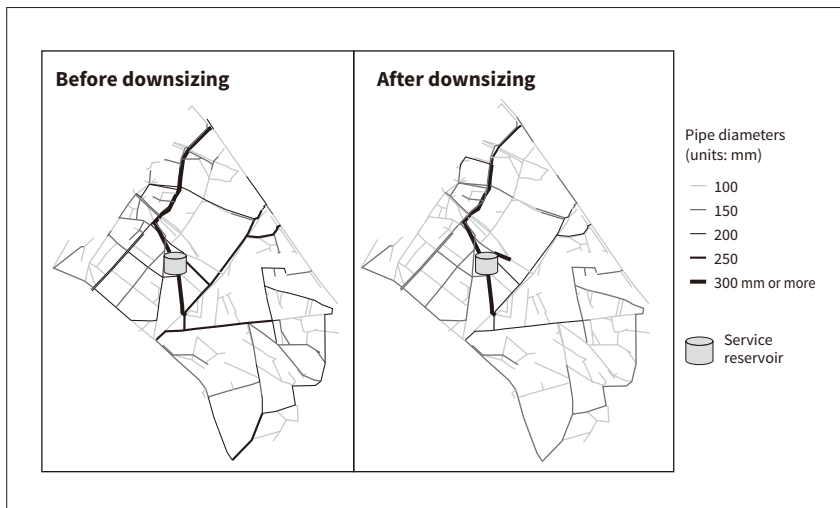 Before downsizing
After downsizing
Pipe diameters
(units: mm)
100
150
200
250
300 mm or more
Service
reservoir